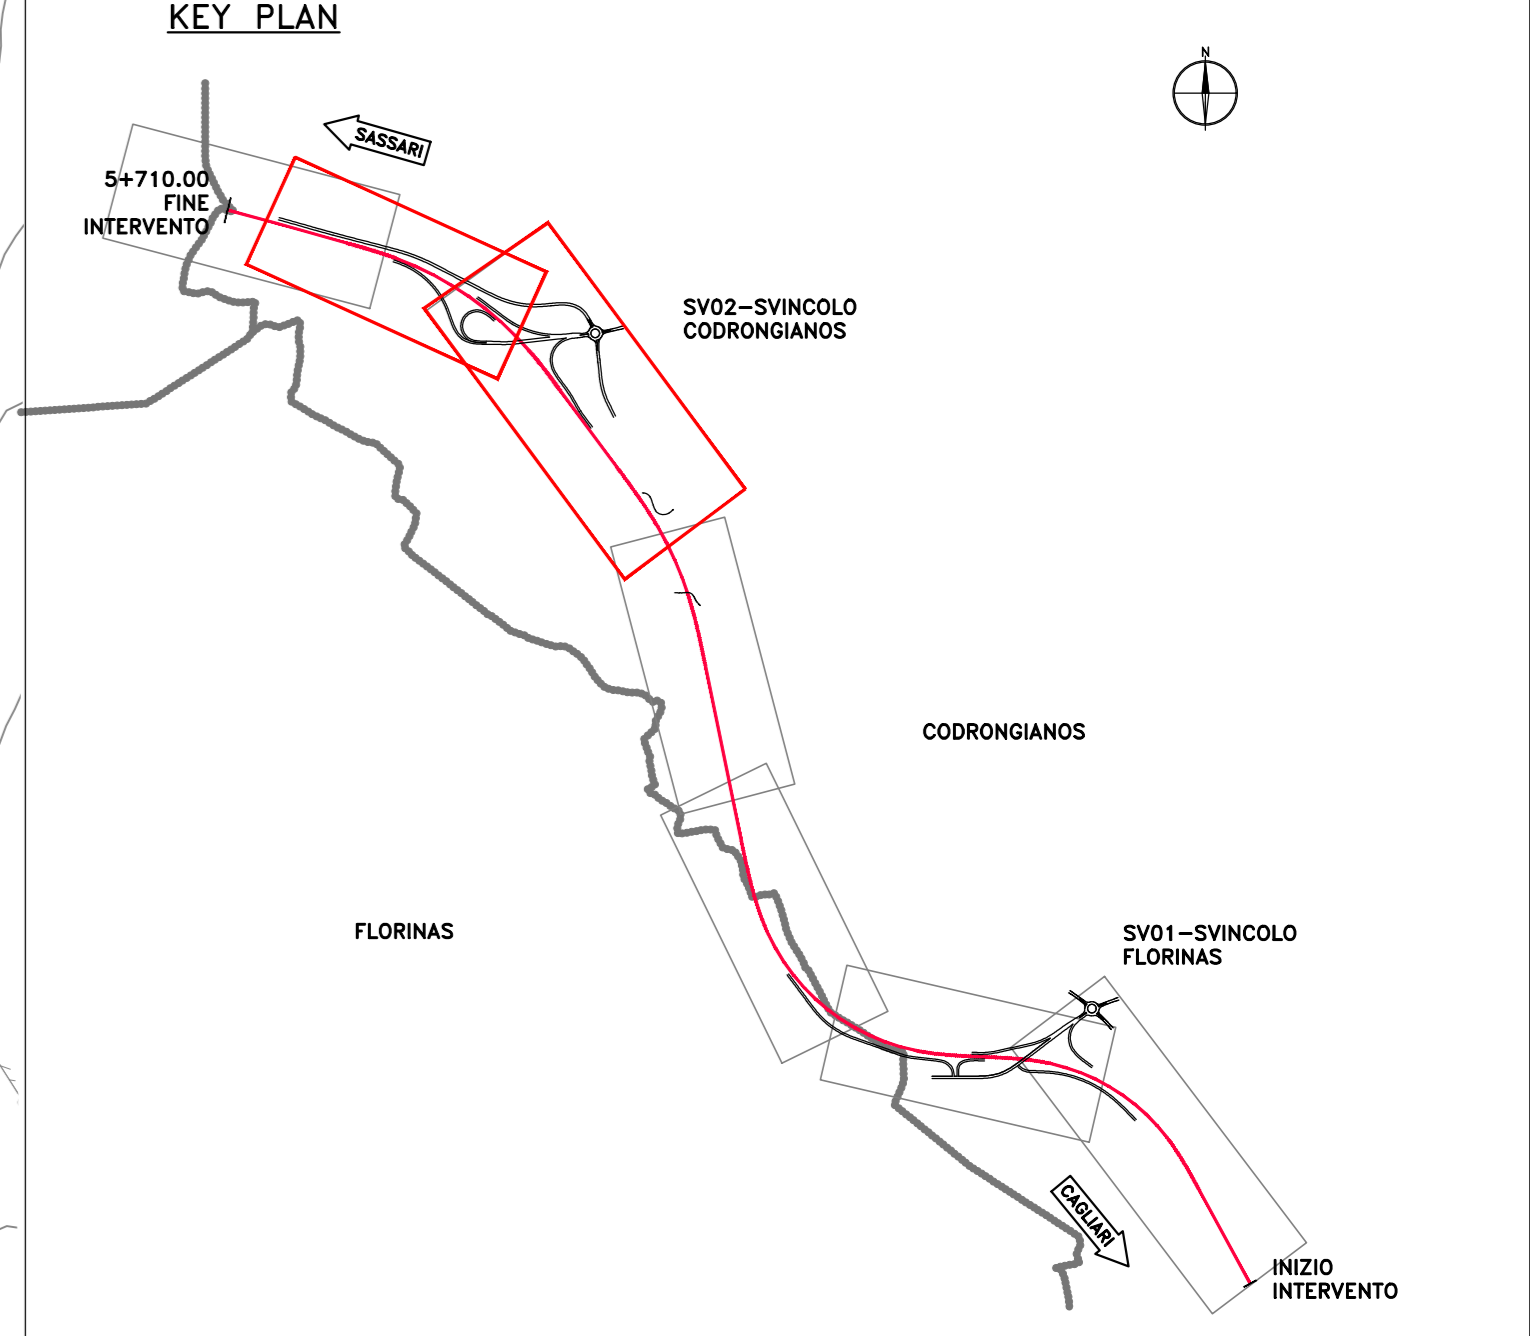 KEY PLAN
N
SASSARI
5+710.00
FINE
INTERVENTO
SV02-SVINCOLO
CODRONGIANOS
CODRONGIANOS
FLORINAS
SV01-SVINCOLO
FLORINAS
CAGLIARI
INIZIO
INTERVENTO